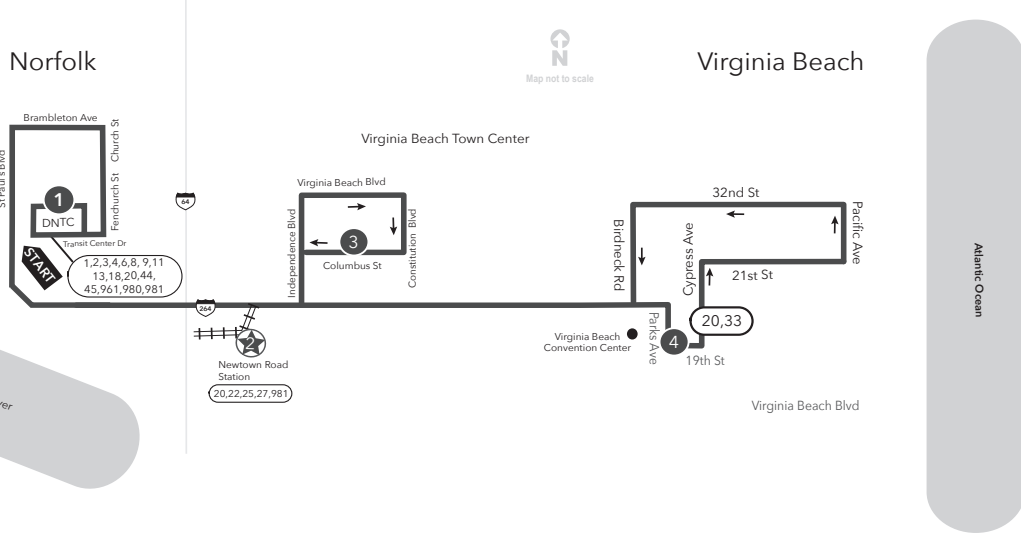 Norfolk
Virginia Beach
N
Map not to scale
Brambleton Ave
Church St
St Paul's Blvd
Virginia Beach Town Center
Fenchurch St
1
DNTC
Transit Center Dr
START
1,2,3,4,6,8, 9,11
13,18,20,44,
45,961,980,981
64
264
Virginia Beach Blvd
Independence Blvd
Constitution Blvd
3
Columbus St
2
Newtown Road
Station
20,22,25,27,981
32nd St
Pacific Ave
Birdneck Rd
Cypress Ave
21st St
20,33
Parks Ave
4
19th St
Virginia Beach
Convention Center
Virginia Beach Blvd
Atlantic Ocean